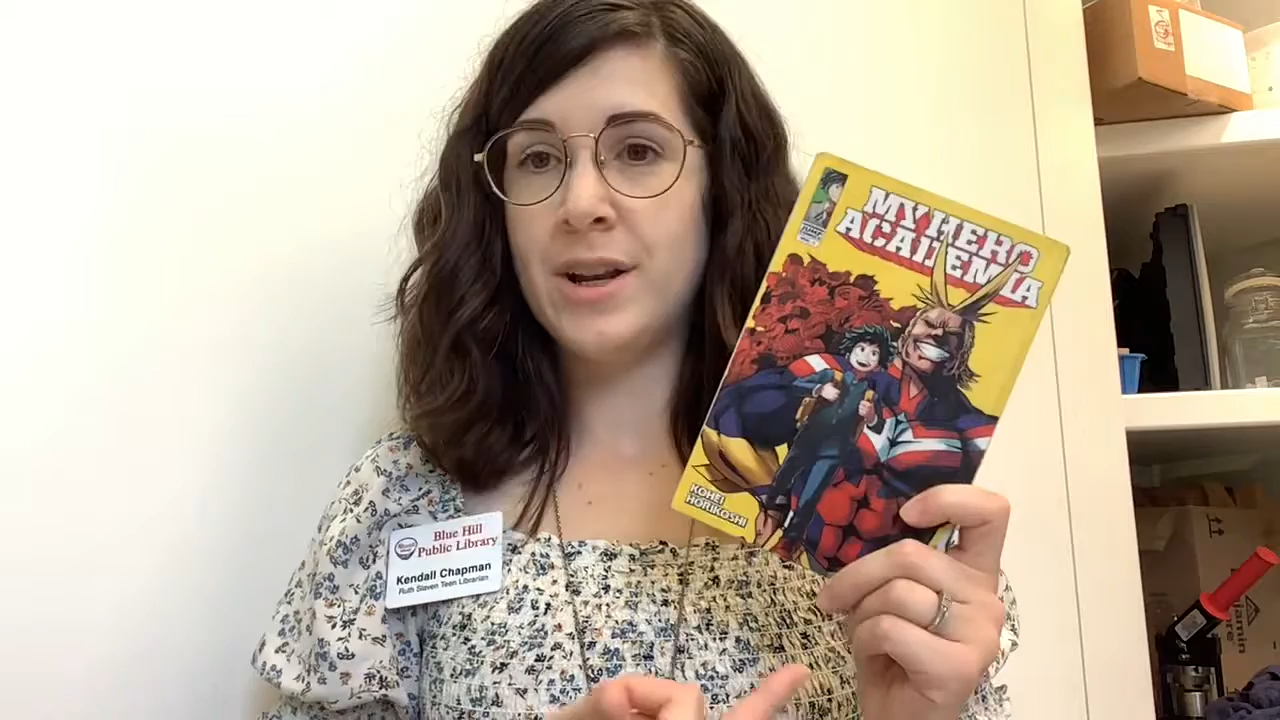 MY HERO
ACADEMIA
KOHEI
HORIKOSHI
Blue Hill
Public Library
Kendall Chapman
Ruth Slaven Teen Librarian